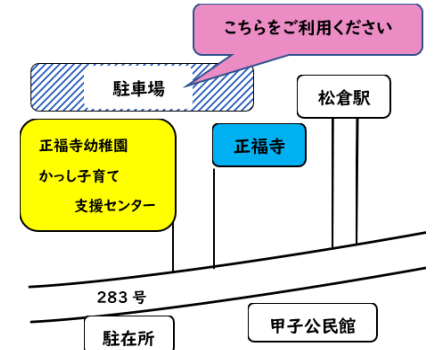 こちらをご利用ください
駐車場
松倉駅
正福寺幼稚園
かっし子育て
支援センター
正福寺
283号
駐在所
甲子公民館